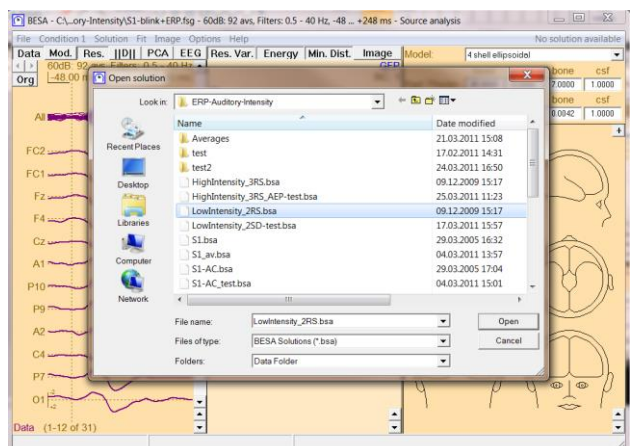 BESA - C:\...ory-Intensity\S1-blink+ERP.fsg - 60dB: 92 avs, Filters: 0.5 - 40 Hz, -48 ... +248 ms - Source analysis
File Condition 1 Solution Fit Image Options Help No solution available
Data Mod. Res. ||D|| PCA EEG Res. Var. Energy Min. Dist. Image Model: 4 shell ellipsoidal
Org -48.00
bone csf
7.0000 1.0000
bone csf
0.0042 1.0000
Open solution
Look in: ERP-Auditory-Intensity
Name Date modified
Averages 21.03.2011 15:08
test 17.02.2011 14:31
test2 24.03.2011 16:50
HighIntensity_3RS.bsa 09.12.2009 15:17
HighIntensity_3RS_AEP-test.bsa 25.03.2011 11:23
LowIntensity_2RS.bsa 09.12.2009 15:17
LowIntensity_2SD-test.bsa 17.03.2011 15:57
S1.bsa 29.03.2005 16:32
S1_av.bsa 04.03.2011 13:57
S1-AC.bsa 29.03.2005 17:04
S1-AC_test.bsa 04.03.2011 15:01
Recent Places
Desktop
Libraries
Computer
Network
File name: LowIntensity_2RS.bsa Open
Files of type: BESA Solutions (*.bsa) Cancel
Folders: Data Folder
All
FC2
FC1
Fz
F4
Cz
A1
P10
P9
A2
C4
P7
O1
Data (1-12 of 31)